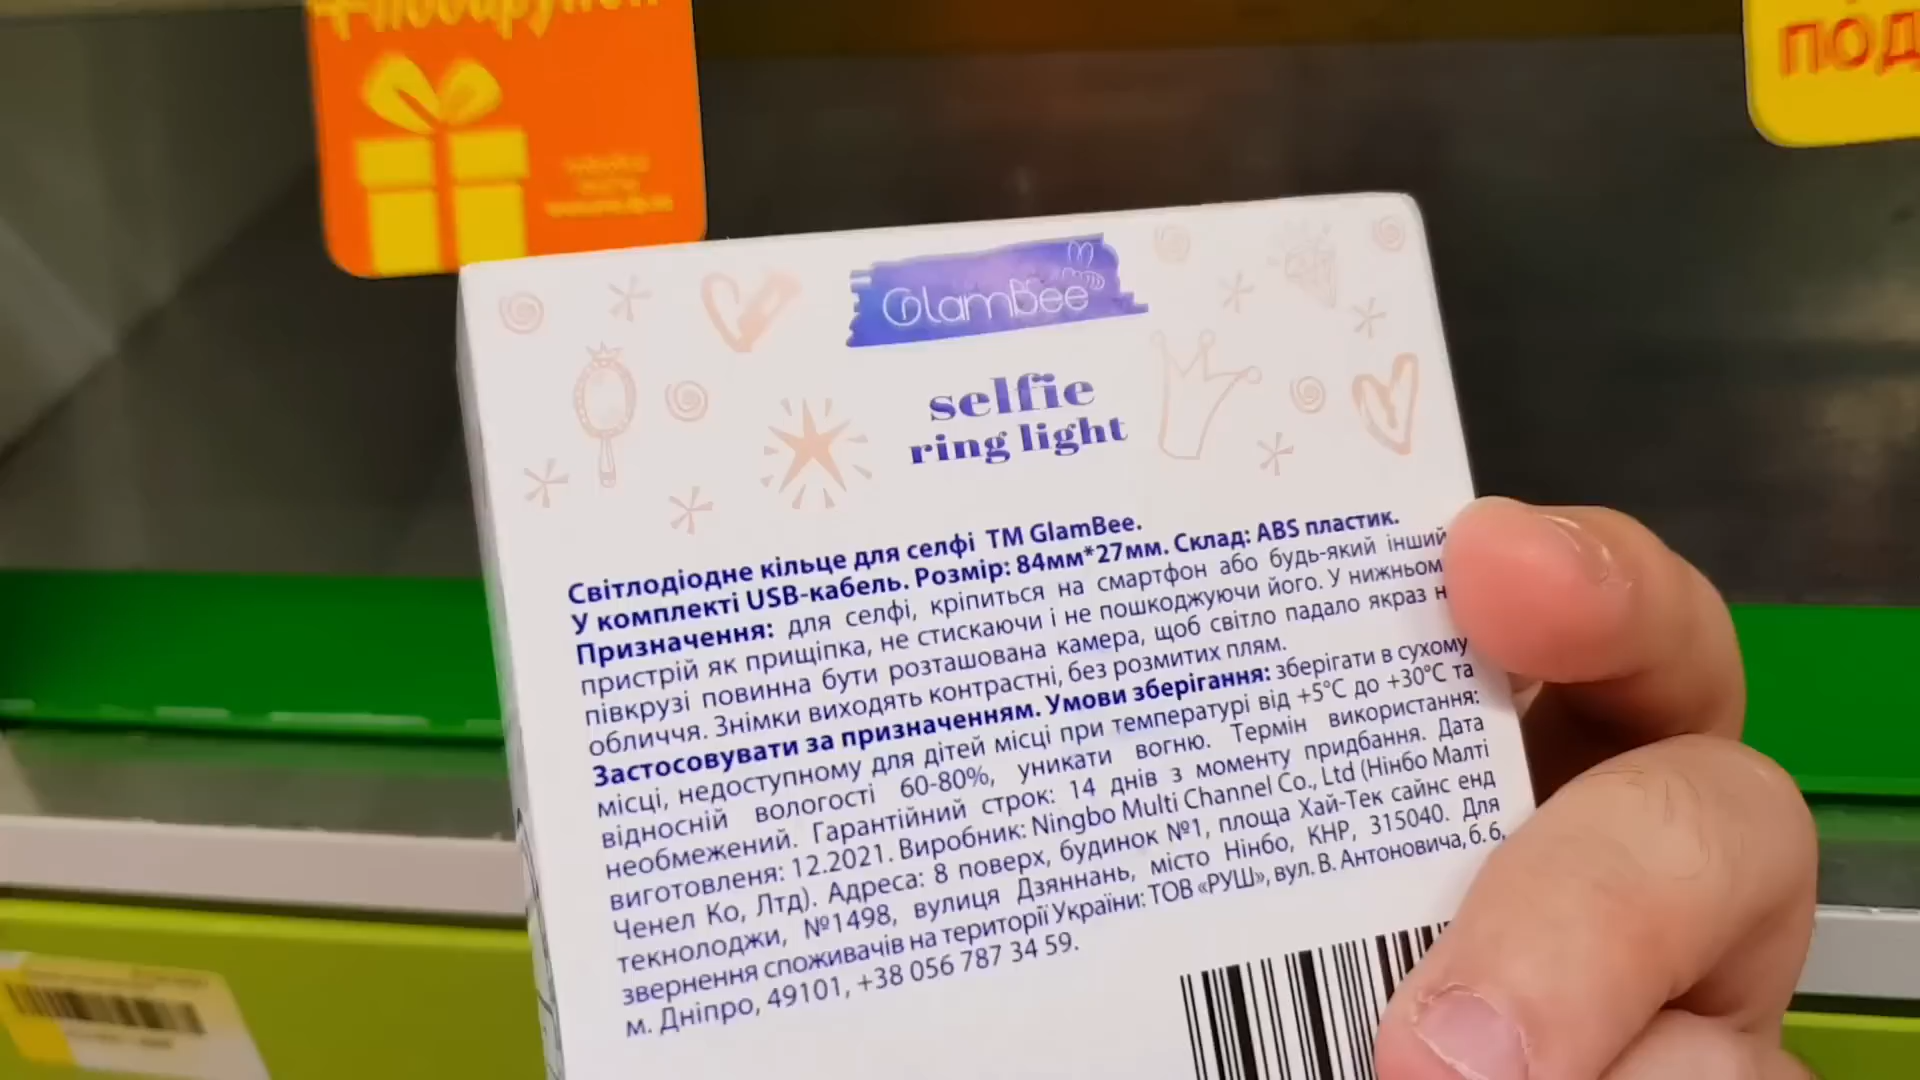 ПОД
GlamBee
selfie
ring light
Світлодіодне кільце для селфі ТМ GlamBee.
У комплекті USB-кабель. Розмір: 84мм*27мм. Склад: ABS пластик.
Призначення: для селфі, кріпиться на смартфон або будь-який інший
пристрій як прищіпка, не стискаючи і не пошкоджуючи його. У нижньому
півкрузі повинна бути розташована камера, щоб світло падало якраз н
обличчя. Знімки виходять контрастні, без розмитих плям.
Застосовувати за призначенням. Умови зберігання: зберігати в сухому
місці, недоступному для дітей місці при температурі від +5°C до +30°C та
відносній вологості 60-80%, уникати вогню. Термін використання:
необмежений. Гарантійний строк: 14 днів з моменту придбання. Дата
виготовленя: 12.2021. Виробник: Ningbo Multi Channel Co., Ltd (Нінбо Малті
Ченел Ко, Лтд). Адреса: 8 поверх, будинок №1, площа Хай-Тек сайнс енд
текнолоджи, №1498, вулиця Дзяннань, місто Нінбо, КНР, 315040. Для
звернення споживачів на території України: ТОВ «РУШ», вул. В. Антоновича, б. 6,
м. Дніпро, 49101, +38 056 787 34 59.